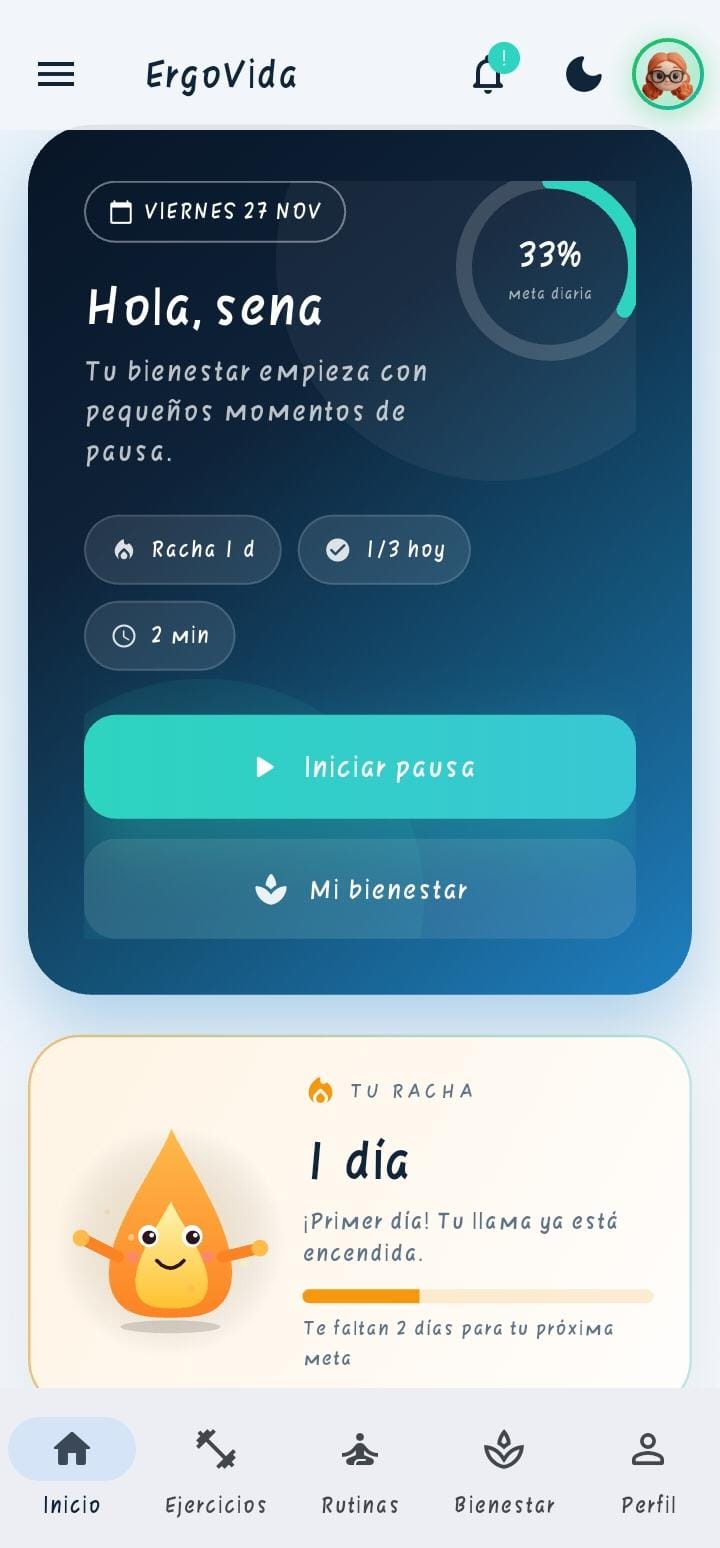 ErgoVida
!
VIERNES 27 NOV
33%
meta diaria
Hola, sena
Tu bienestar empieza con
pequeños momentos de
pausa.
Racha 1 d
1/3 hoy
2 min
Iniciar pausa
Mi bienestar
TU RACHA
1 día
¡Primer día! Tu llama ya está
encendida.
Te faltan 2 días para tu próxima
meta
Inicio
Ejercicios
Rutinas
Bienestar
Perfil